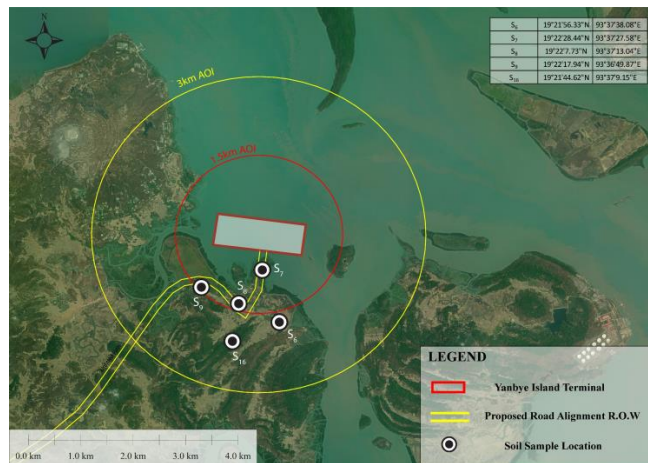 N
S6 19°21'56.33"N 93°37'38.08"E
S7 19°22'28.44"N 93°37'27.58"E
S8 19°22'7.73"N 93°37'13.04"E
S9 19°22'17.94"N 93°36'49.87"E
S16 19°21'44.62"N 93°37'9.15"E
3km AOI
1.5km AOI
S7
S9
S8
S6
S16
LEGEND
Yanbye Island Terminal
Proposed Road Alignment R.O.W
Soil Sample Location
0.0 km 1.0 km 2.0 km 3.0 km 4.0 km